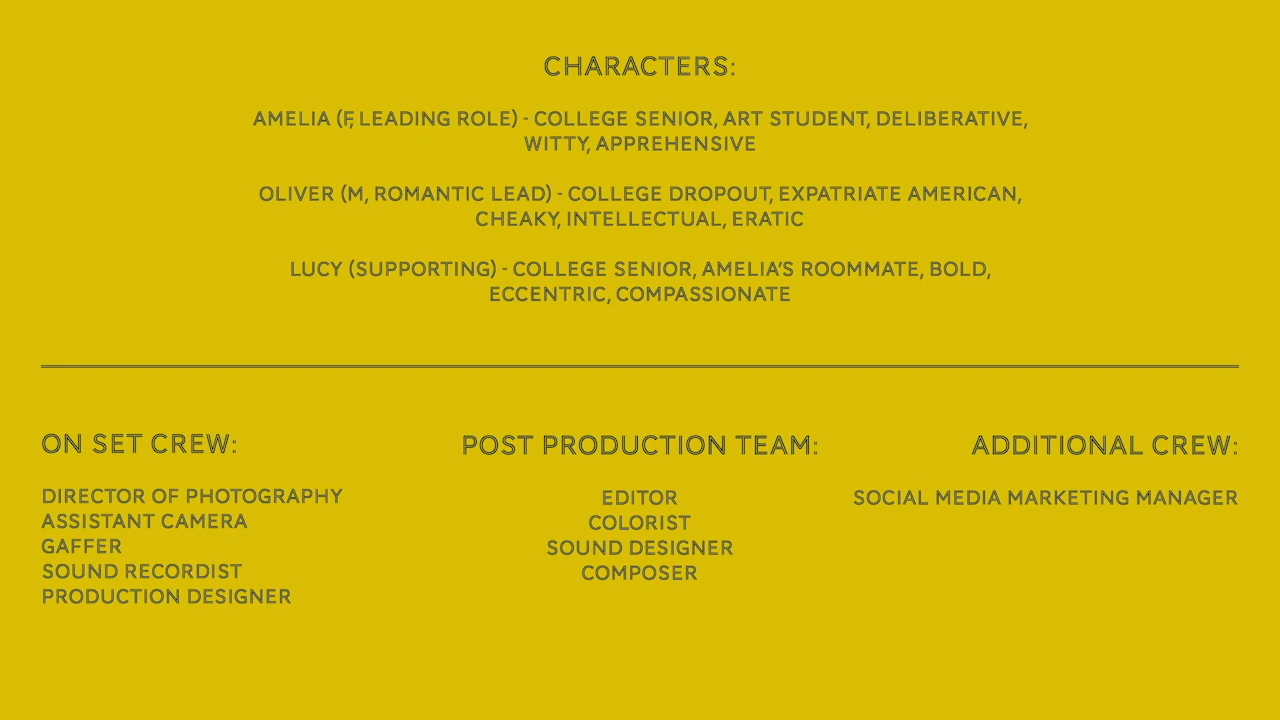 CHARACTERS:
AMELIA (F, LEADING ROLE) - COLLEGE SENIOR, ART STUDENT, DELIBERATIVE,
WITTY, APPREHENSIVE
OLIVER (M, ROMANTIC LEAD) - COLLEGE DROPOUT, EXPATRIATE AMERICAN,
CHEAKY, INTELLECTUAL, ERATIC
LUCY (SUPPORTING) - COLLEGE SENIOR, AMELIA'S ROOMMATE, BOLD,
ECCENTRIC, COMPASSIONATE
ON SET CREW:
DIRECTOR OF PHOTOGRAPHY
ASSISTANT CAMERA
GAFFER
SOUND RECORDIST
PRODUCTION DESIGNER
POST PRODUCTION TEAM:
EDITOR
COLORIST
SOUND DESIGNER
COMPOSER
ADDITIONAL CREW:
SOCIAL MEDIA MARKETING MANAGER